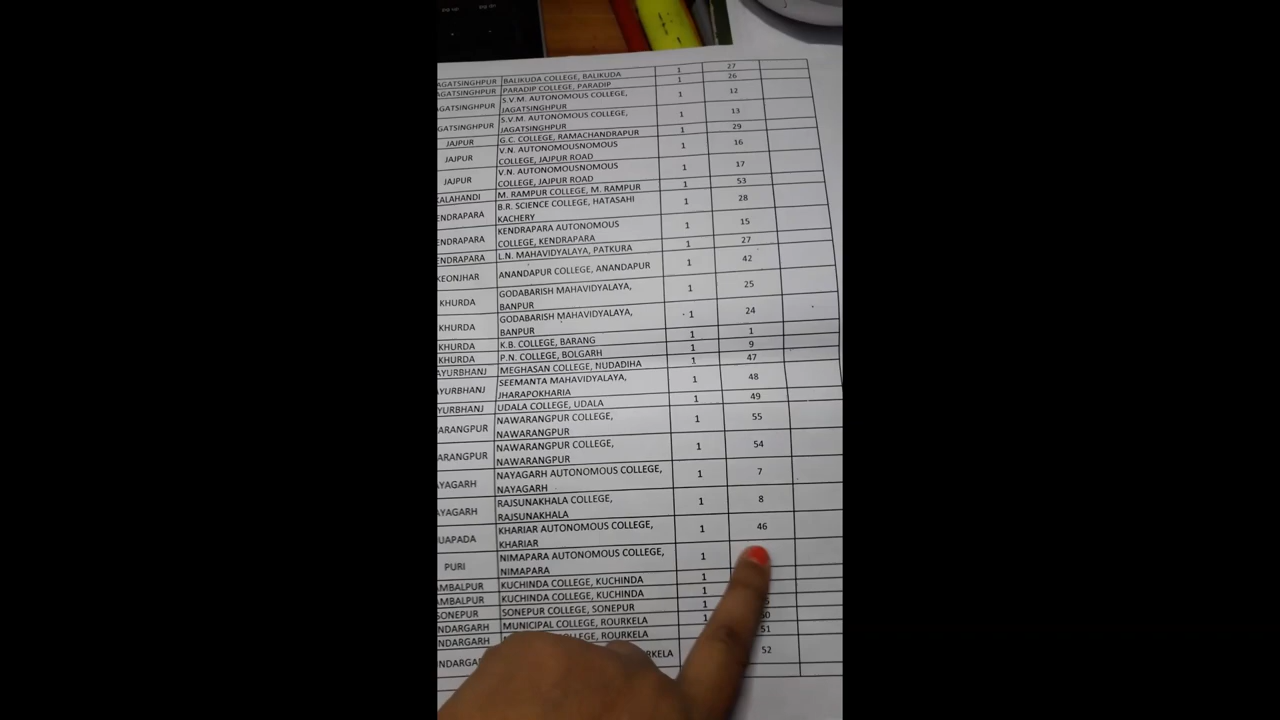 AGATSINGHPUR BALIKUDA COLLEGE, BALIKUDA 1 27
AGATSINGHPUR PARADIP COLLEGE, PARADIP 1 26
AGATSINGHPUR S.V.M. AUTONOMOUS COLLEGE, 1 12
JAGATSINGHPUR
GATSINGHPUR S.V.M. AUTONOMOUS COLLEGE, 1 13
JAGATSINGHPUR
JAJPUR G.C. COLLEGE, RAMACHANDRAPUR 1 29
JAJPUR V.N. AUTONOMOUSNOMOUS 1 16
COLLEGE, JAJPUR ROAD
JAJPUR V.N. AUTONOMOUSNOMOUS 1 17
COLLEGE, JAJPUR ROAD
KALAHANDI M. RAMPUR COLLEGE, M. RAMPUR 1 53
ENDRAPARA B.R. SCIENCE COLLEGE, HATASAHI 1 28
KACHERY
ENDRAPARA KENDRAPARA AUTONOMOUS 1 15
COLLEGE, KENDRAPARA
ENDRAPARA L.N. MAHAVIDYALAYA, PATKURA 1 27
KEONJHAR ANANDAPUR COLLEGE, ANANDAPUR 1 42
KHURDA GODABARISH MAHAVIDYALAYA, 1 25
BANPUR
KHURDA GODABARISH MAHAVIDYALAYA, 1 24
BANPUR
KHURDA K.B. COLLEGE, BARANG 1 1
KHURDA P.N. COLLEGE, BOLGARH 1 9
AYURBHANJ MEGHASAN COLLEGE, NUDADIHA 1 47
AYURBHANJ SEEMANTA MAHAVIDYALAYA, 1 48
JHARAPOKHARIA
YURBHANJ UDALA COLLEGE, UDALA 1 49
ARANGPUR NAWARANGPUR COLLEGE, 1 55
NAWARANGPUR
ARANGPUR NAWARANGPUR COLLEGE, 1 54
NAWARANGPUR
AYAGARH NAYAGARH AUTONOMOUS COLLEGE, 1 7
NAYAGARH
AYAGARH RAJSUNAKHALA COLLEGE, 1 8
RAJSUNAKHALA
UAPADA KHARIAR AUTONOMOUS COLLEGE, 1 46
KHARIAR
PURI NIMAPARA AUTONOMOUS COLLEGE, 1
NIMAPARA
AMBALPUR KUCHINDA COLLEGE, KUCHINDA 1
AMBALPUR KUCHINDA COLLEGE, KUCHINDA 1
SONEPUR SONEPUR COLLEGE, SONEPUR 1
NDARGARH MUNICIPAL COLLEGE, ROURKELA 1
NDARGARH COLLEGE, ROURKELA 51
NDARGARH 52